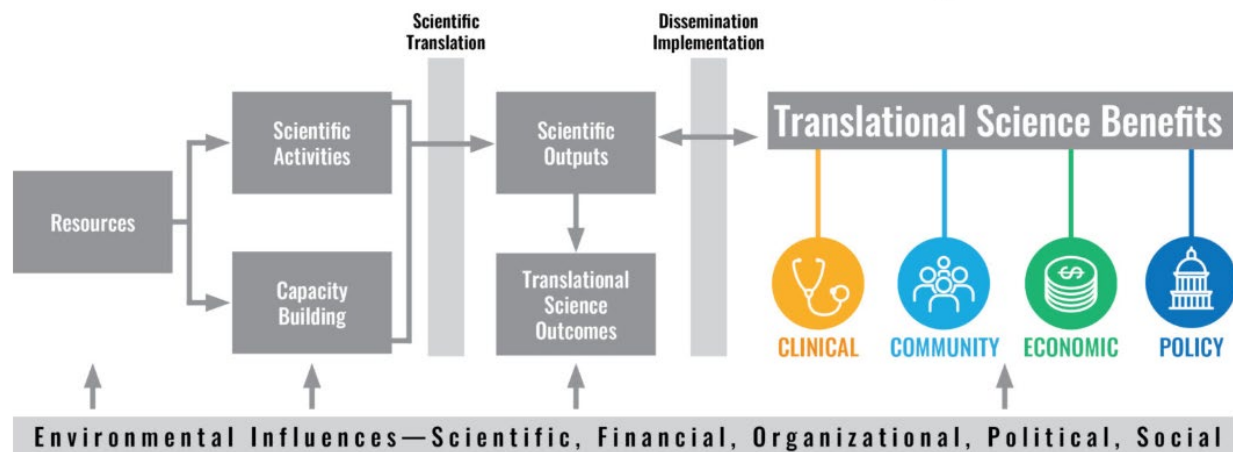 Scientific
Translation
Dissemination
Implementation
Resources
Scientific
Activities
Capacity
Building
Scientific
Outputs
Translational
Science
Outcomes
Translational Science Benefits
$
CLINICAL
COMMUNITY
ECONOMIC
POLICY
Environmental Influences—Scientific, Financial, Organizational, Political, Social